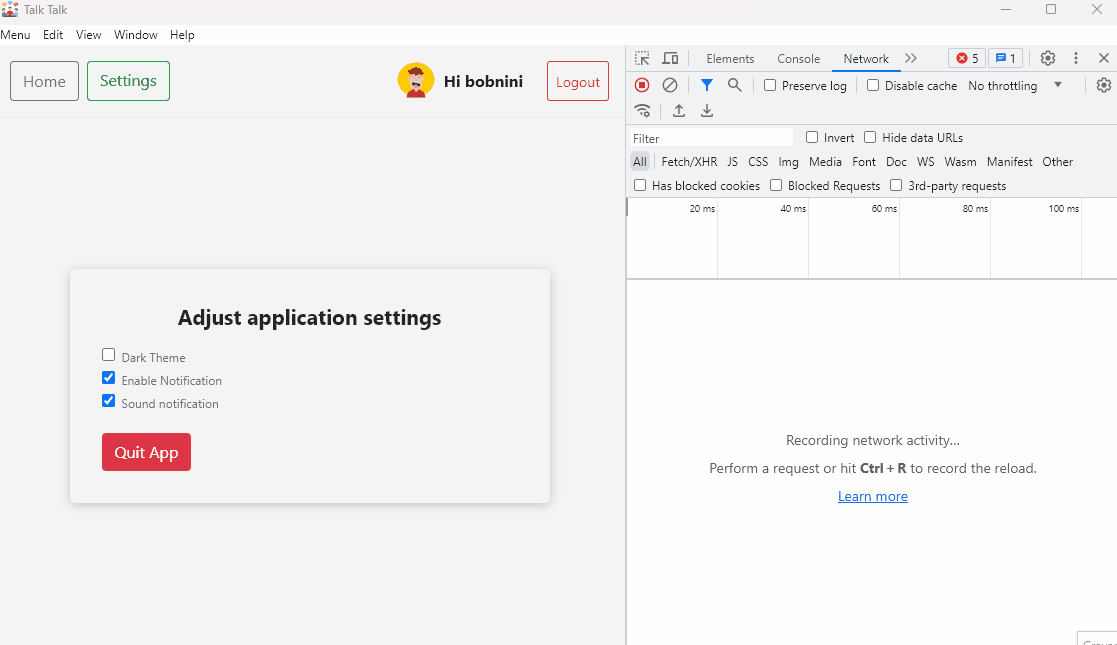 Talk Talk
Menu Edit View Window Help
Home Settings Hi bobnini Logout
Adjust application settings
Dark Theme
Enable Notification
Sound notification
Quit App
Elements Console Network 5 1
Preserve log Disable cache No throttling
Filter Invert Hide data URLs
All Fetch/XHR JS CSS Img Media Font Doc WS Wasm Manifest Other
Has blocked cookies Blocked Requests 3rd-party requests
20 ms 40 ms 60 ms 80 ms 100 ms
Recording network activity…
Perform a request or hit Ctrl + R to record the reload.
Learn more